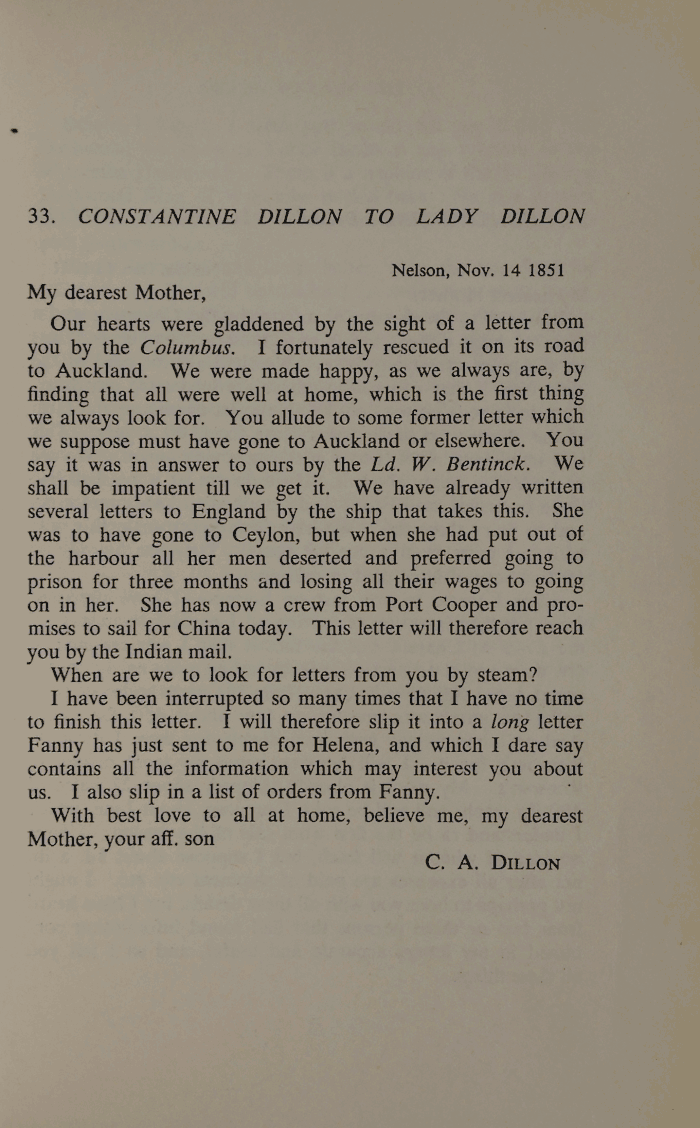 33. CONSTANTINE DILLON TO LADY DILLON
Nelson, Nov. 14 1851
My dearest Mother,
Our hearts were gladdened by the sight of a letter from
you by the Columbus. I fortunately rescued it on its road
to Auckland. We were made happy, as we always are, by
finding that all were well at home, which is the first thing
we always look for. You allude to some former letter which
we suppose must have gone to Auckland or elsewhere. You
say it was in answer to ours by the Ld. W. Bentinck. We
shall be impatient till we get it. We have already written
several letters to England by the ship that takes this. She
was to have gone to Ceylon, but when she had put out of
the harbour all her men deserted and preferred going to
prison for three months and losing all their wages to going
on in her. She has now a crew from Port Cooper and pro-
mises to sail for China today. This letter will therefore reach
you by the Indian mail.
When are we to look for letters from you by steam?
I have been interrupted so many times that I have no time
to finish this letter. I will therefore slip it into a long letter
Fanny has just sent to me for Helena, and which I dare say
contains all the information which may interest you about
us. I also slip in a list of orders from Fanny.
With best love to all at home, believe me, my dearest
Mother, your aff. son
C. A. DILLON